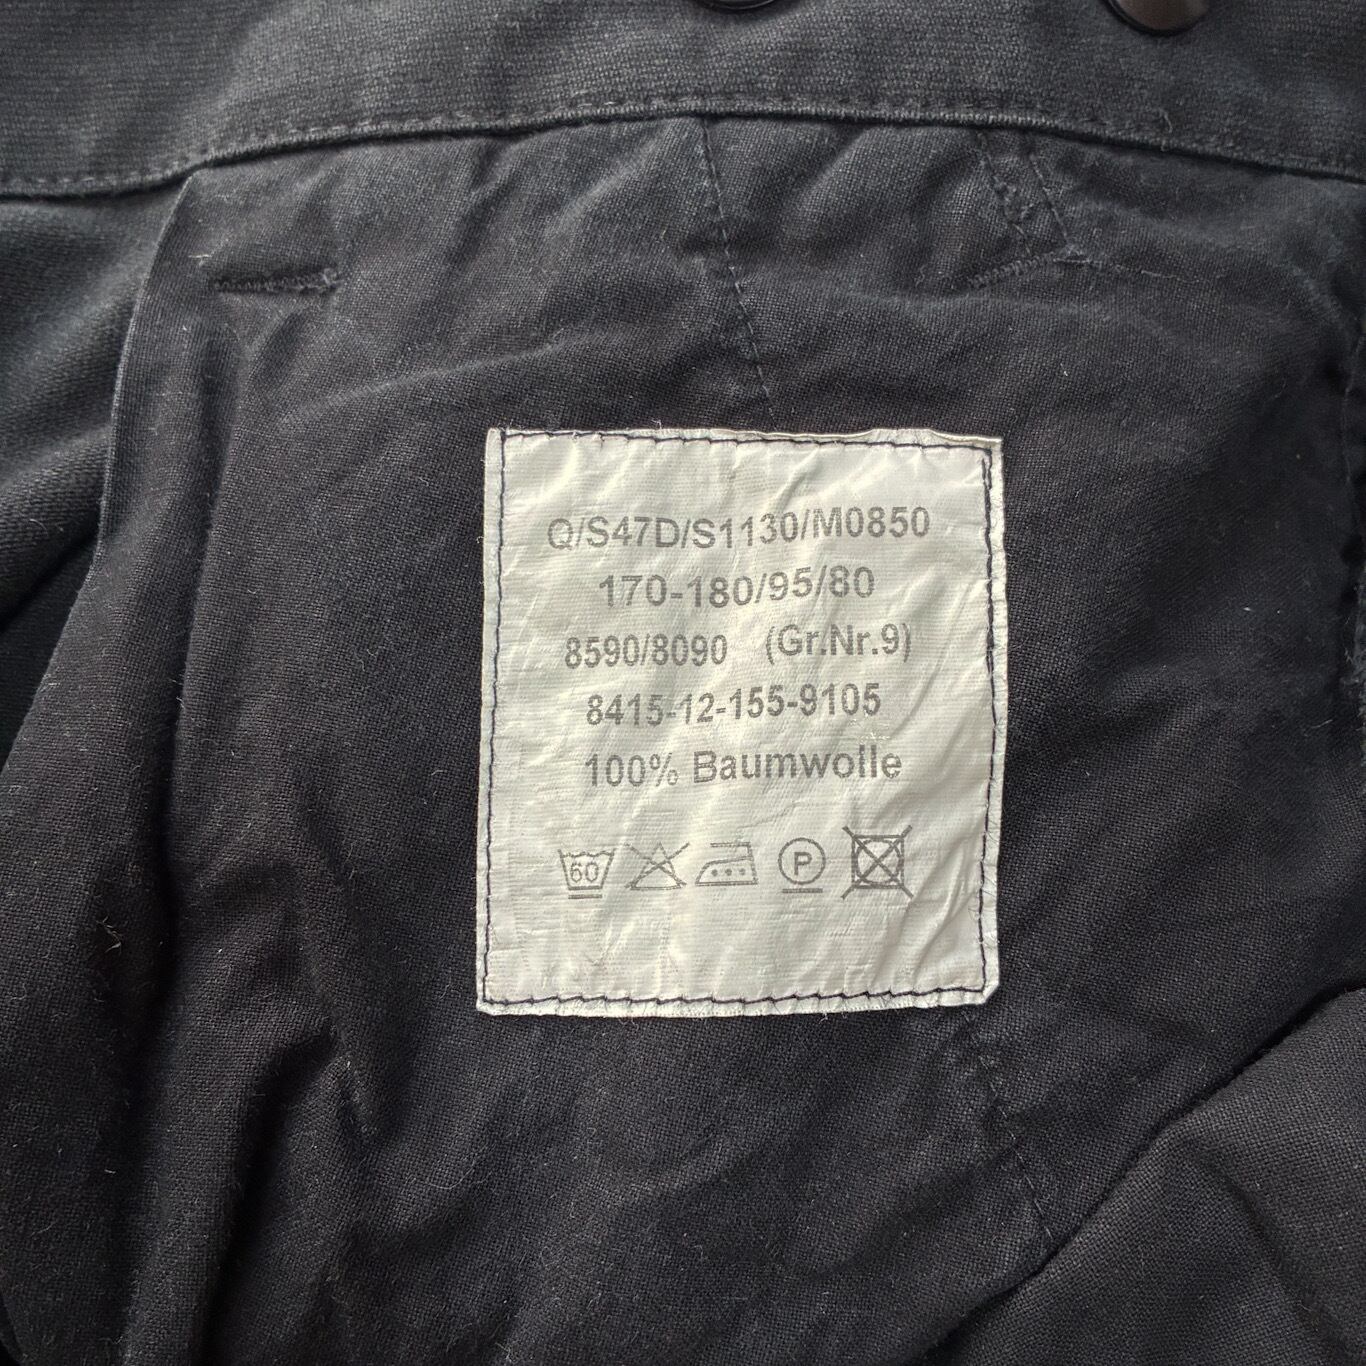 Q/S47D/S1130/M0850
170-180/95/80
8590/8090 (Gr.Nr.9)
8415-12-155-9105
100% Baumwolle
60 P